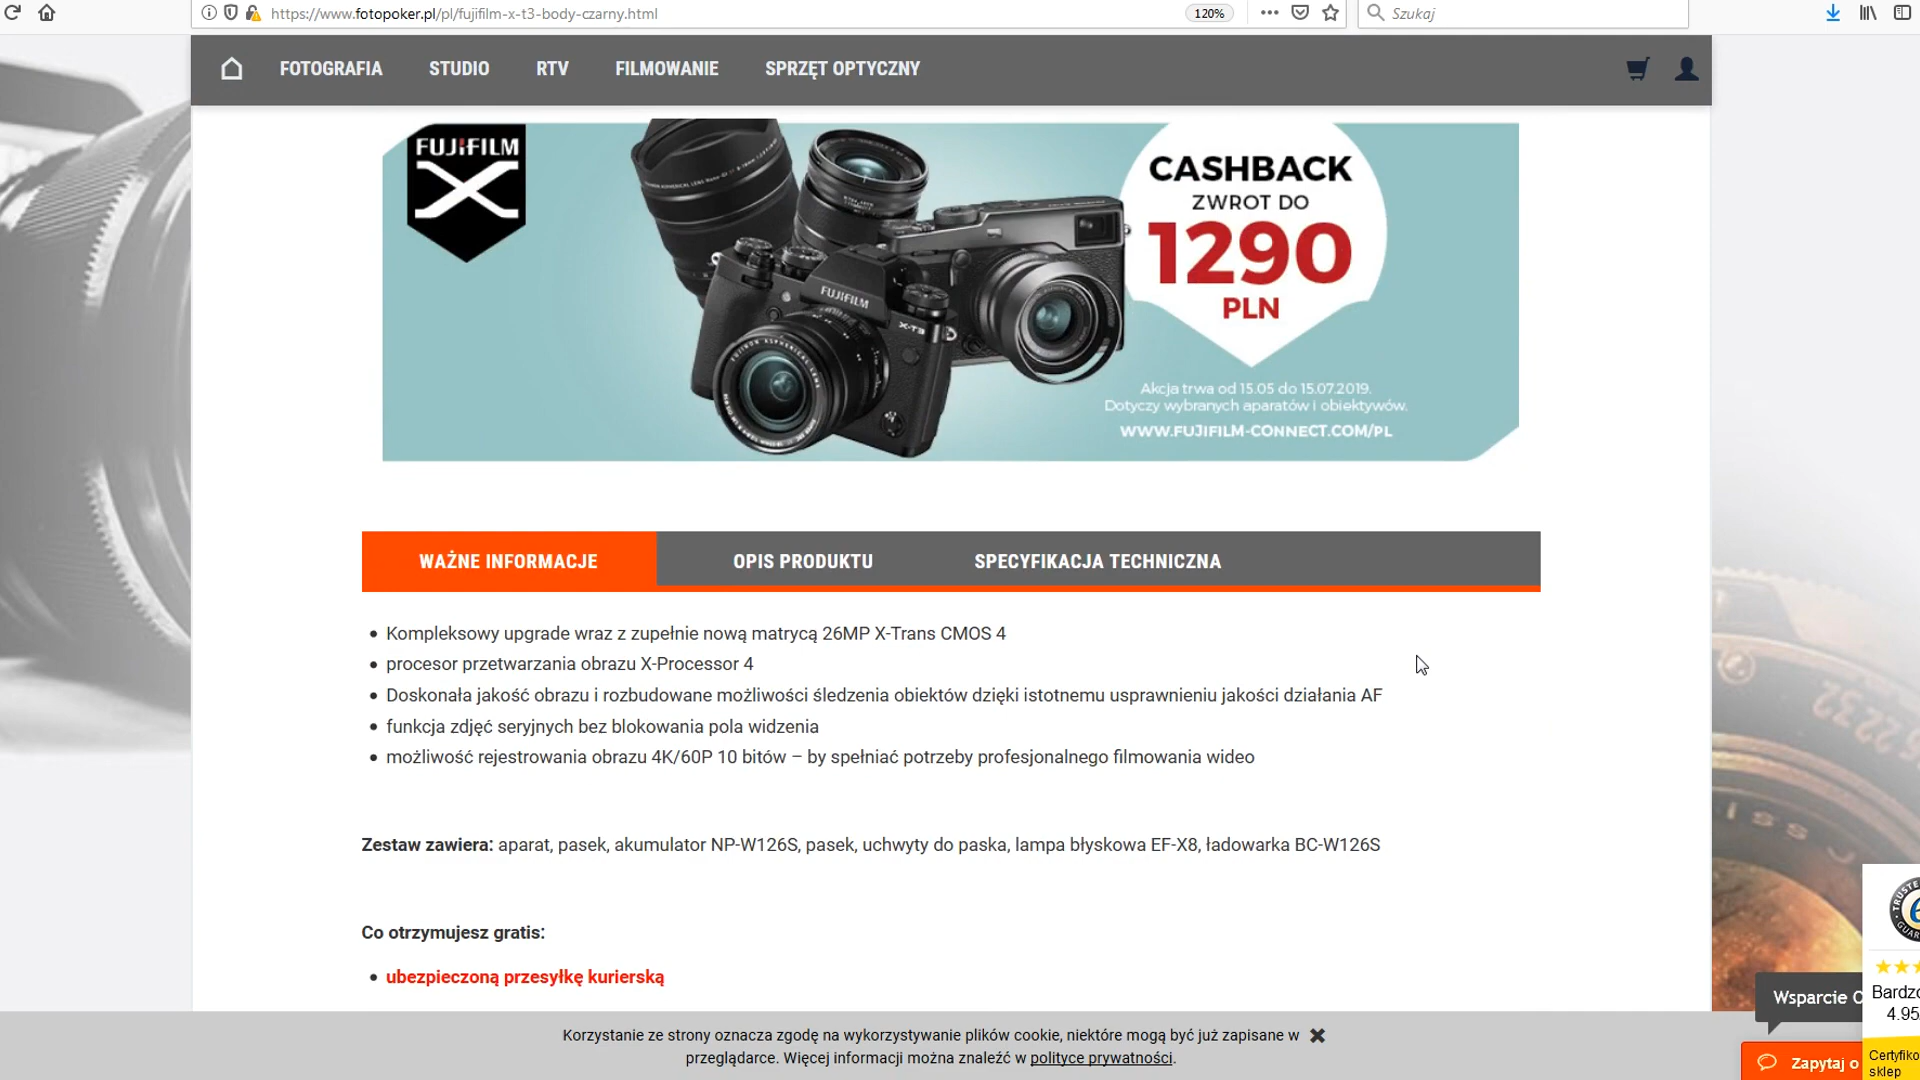 https://www.fotopoker.pl/pl/fujifilm-x-t3-body-czarny.html
120%
Szukaj
FOTOGRAFIA
STUDIO
RTV
FILMOWANIE
SPRZĘT OPTYCZNY
FUJIFILM
X
FUJIFILM
X-T3
CASHBACK
ZWROT DO
1290
PLN
Akcja trwa od 15.05 do 15.07.2019.
Dotyczy wybranych aparatów i obiektywów.
WWW.FUJIFILM-CONNECT.COM/PL
WAŻNE INFORMACJE
OPIS PRODUKTU
SPECYFIKACJA TECHNICZNA
Kompleksowy upgrade wraz z zupełnie nową matrycą 26MP X-Trans CMOS 4
procesor przetwarzania obrazu X-Processor 4
Doskonała jakość obrazu i rozbudowane możliwości śledzenia obiektów dzięki istotnemu usprawnieniu jakości działania AF
funkcja zdjęć seryjnych bez blokowania pola widzenia
możliwość rejestrowania obrazu 4K/60P 10 bitów – by spełniać potrzeby profesjonalnego filmowania wideo
Zestaw zawiera: aparat, pasek, akumulator NP-W126S, pasek, uchwyty do paska, lampa błyskowa EF-X8, ładowarka BC-W126S
Co otrzymujesz gratis:
ubezpieczoną przesyłkę kurierską
Wsparcie O
Bardzo
4.95
Zapytaj o
Certyfiko
sklep
Korzystanie ze strony oznacza zgodę na wykorzystywanie plików cookie, niektóre mogą być już zapisane w
przeglądarce. Więcej informacji można znaleźć w polityce prywatności.